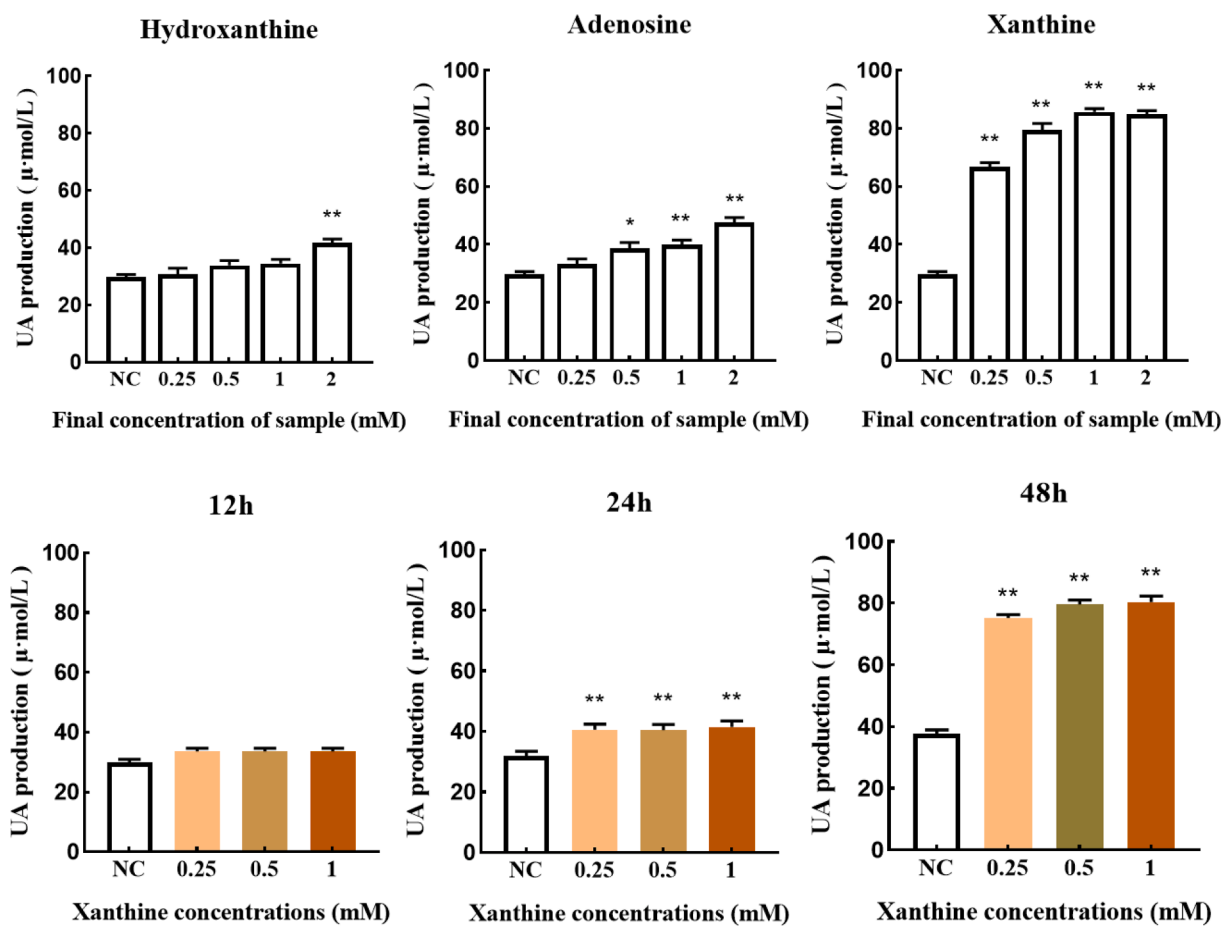 Hydroxanthine
UA production ( μ·mol/L )
100
80
60
40
20
0
**
NC 0.25 0.5 1 2
Final concentration of sample (mM)
Adenosine
UA production ( μ·mol/L )
100
80
60
40
20
0
* ** **
NC 0.25 0.5 1 2
Final concentration of sample (mM)
Xanthine
UA production ( μ·mol/L )
100
80
60
40
20
0
** ** ** **
NC 0.25 0.5 1 2
Final concentration of sample (mM)
12h
UA production ( μ·mol/L )
100
80
60
40
20
0
NC 0.25 0.5 1
Xanthine concentrations (mM)
24h
UA production ( μ·mol/L )
100
80
60
40
20
0
** ** **
NC 0.25 0.5 1
Xanthine concentrations (mM)
48h
UA production ( μ·mol/L )
100
80
60
40
20
0
** ** **
NC 0.25 0.5 1
Xanthine concentrations (mM)